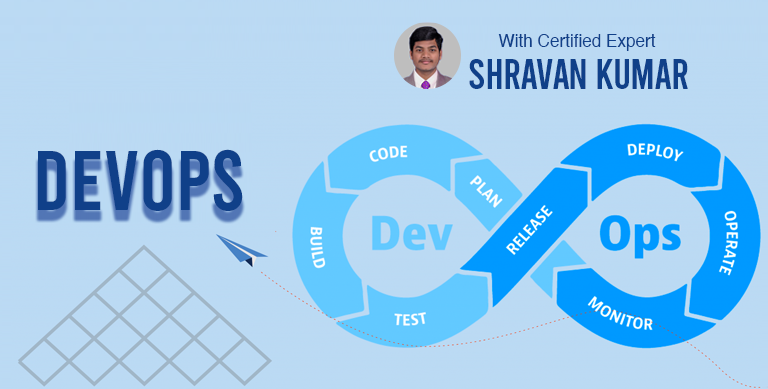 With Certified Expert
SHRAVAN KUMAR
DEVOPS
CODE
PLAN
BUILD
Dev
TEST
RELEASE
DEPLOY
Ops
OPERATE
MONITOR